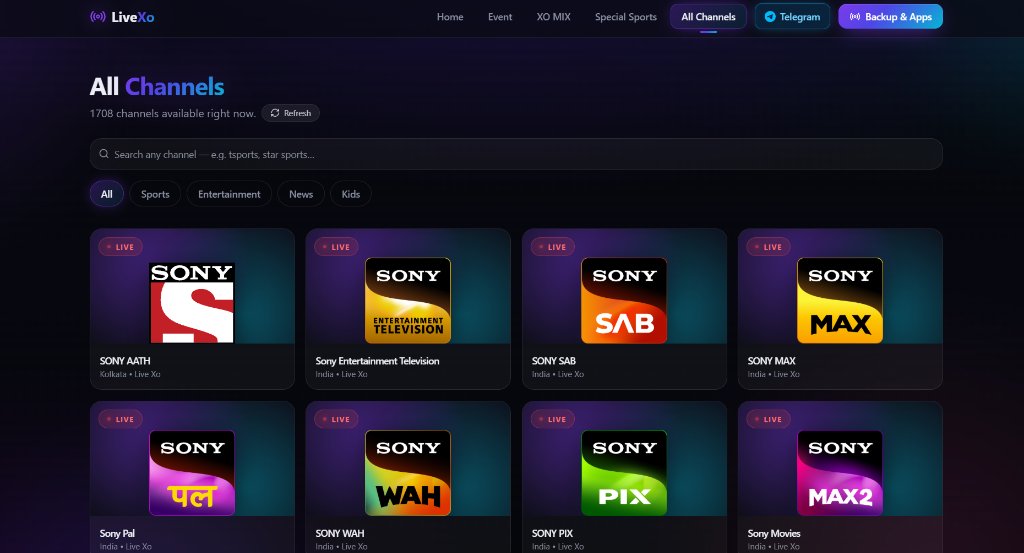 LiveXo
Home Event XO MIX Special Sports All Channels Telegram Backup & Apps
All Channels
1708 channels available right now. Refresh
Search any channel — e.g. tsports, star sports...
All Sports Entertainment News Kids
LIVE LIVE LIVE LIVE
SONY SONY SONY SONY
S ENTERTAINMENT SAB MAX
TELEVISION
SONY AATH Sony Entertainment Television SONY SAB SONY MAX
Kolkata • Live Xo India • Live Xo India • Live Xo India • Live Xo
LIVE LIVE LIVE LIVE
SONY SONY SONY SONY
पल WAH PIX MAX2
Sony Pal SONY WAH SONY PIX Sony Movies
India • Live Xo India • Live Xo India • Live Xo India • Live Xo